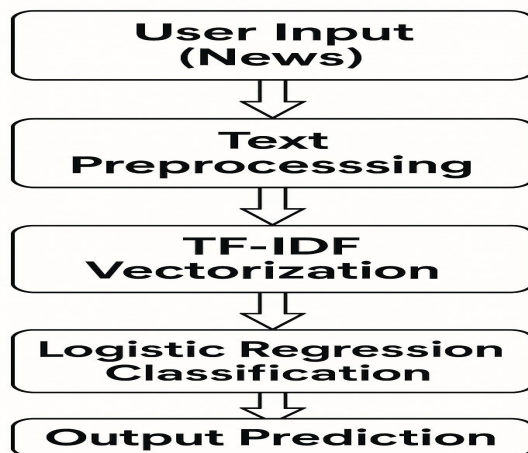 User Input
(News)
Text
Preprocesssing
TF-IDF
Vectorization
Logistic Regression
Classification
Output Prediction